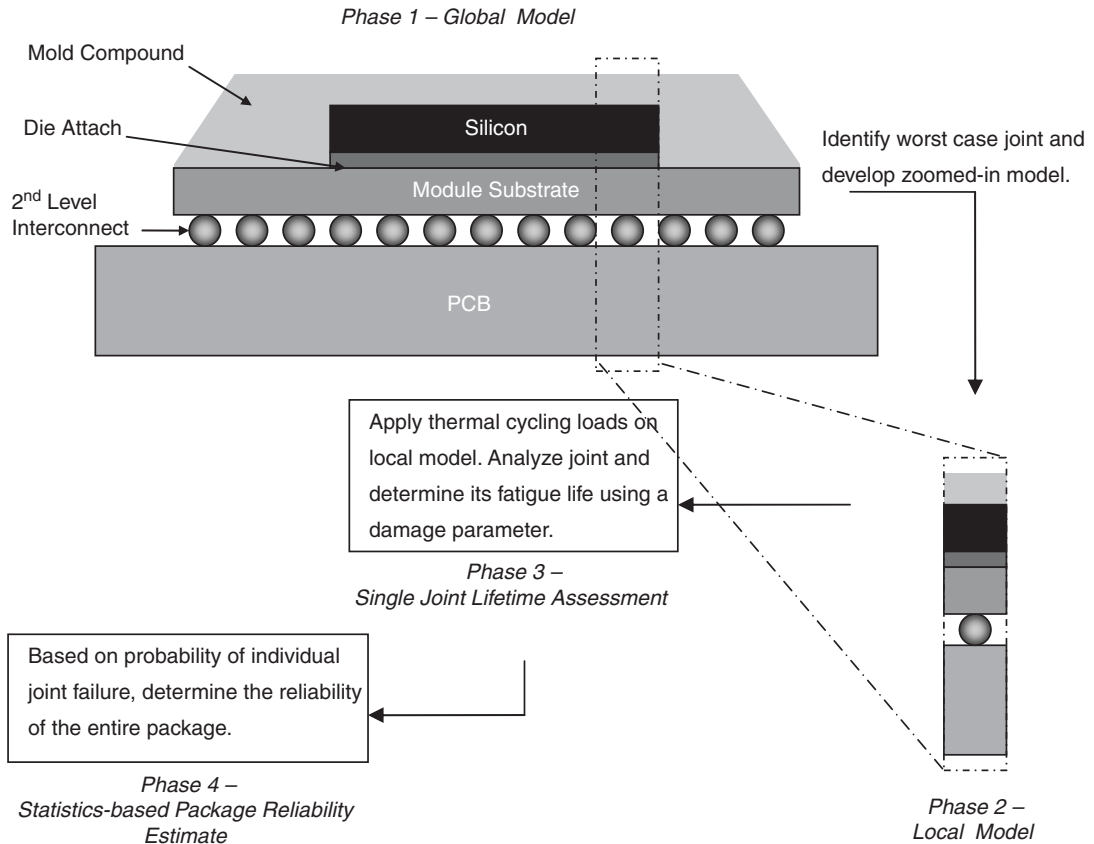 Phase 1 – Global Model
Mold Compound
Die Attach
Silicon
Module Substrate
2nd Level
Interconnect
PCB
Identify worst case joint and
develop zoomed-in model.
Apply thermal cycling loads on
local model. Analyze joint and
determine its fatigue life using a
damage parameter.
Phase 3 –
Single Joint Lifetime Assessment
Based on probability of individual
joint failure, determine the reliability
of the entire package.
Phase 4 –
Statistics-based Package Reliability
Estimate
Phase 2 –
Local Model